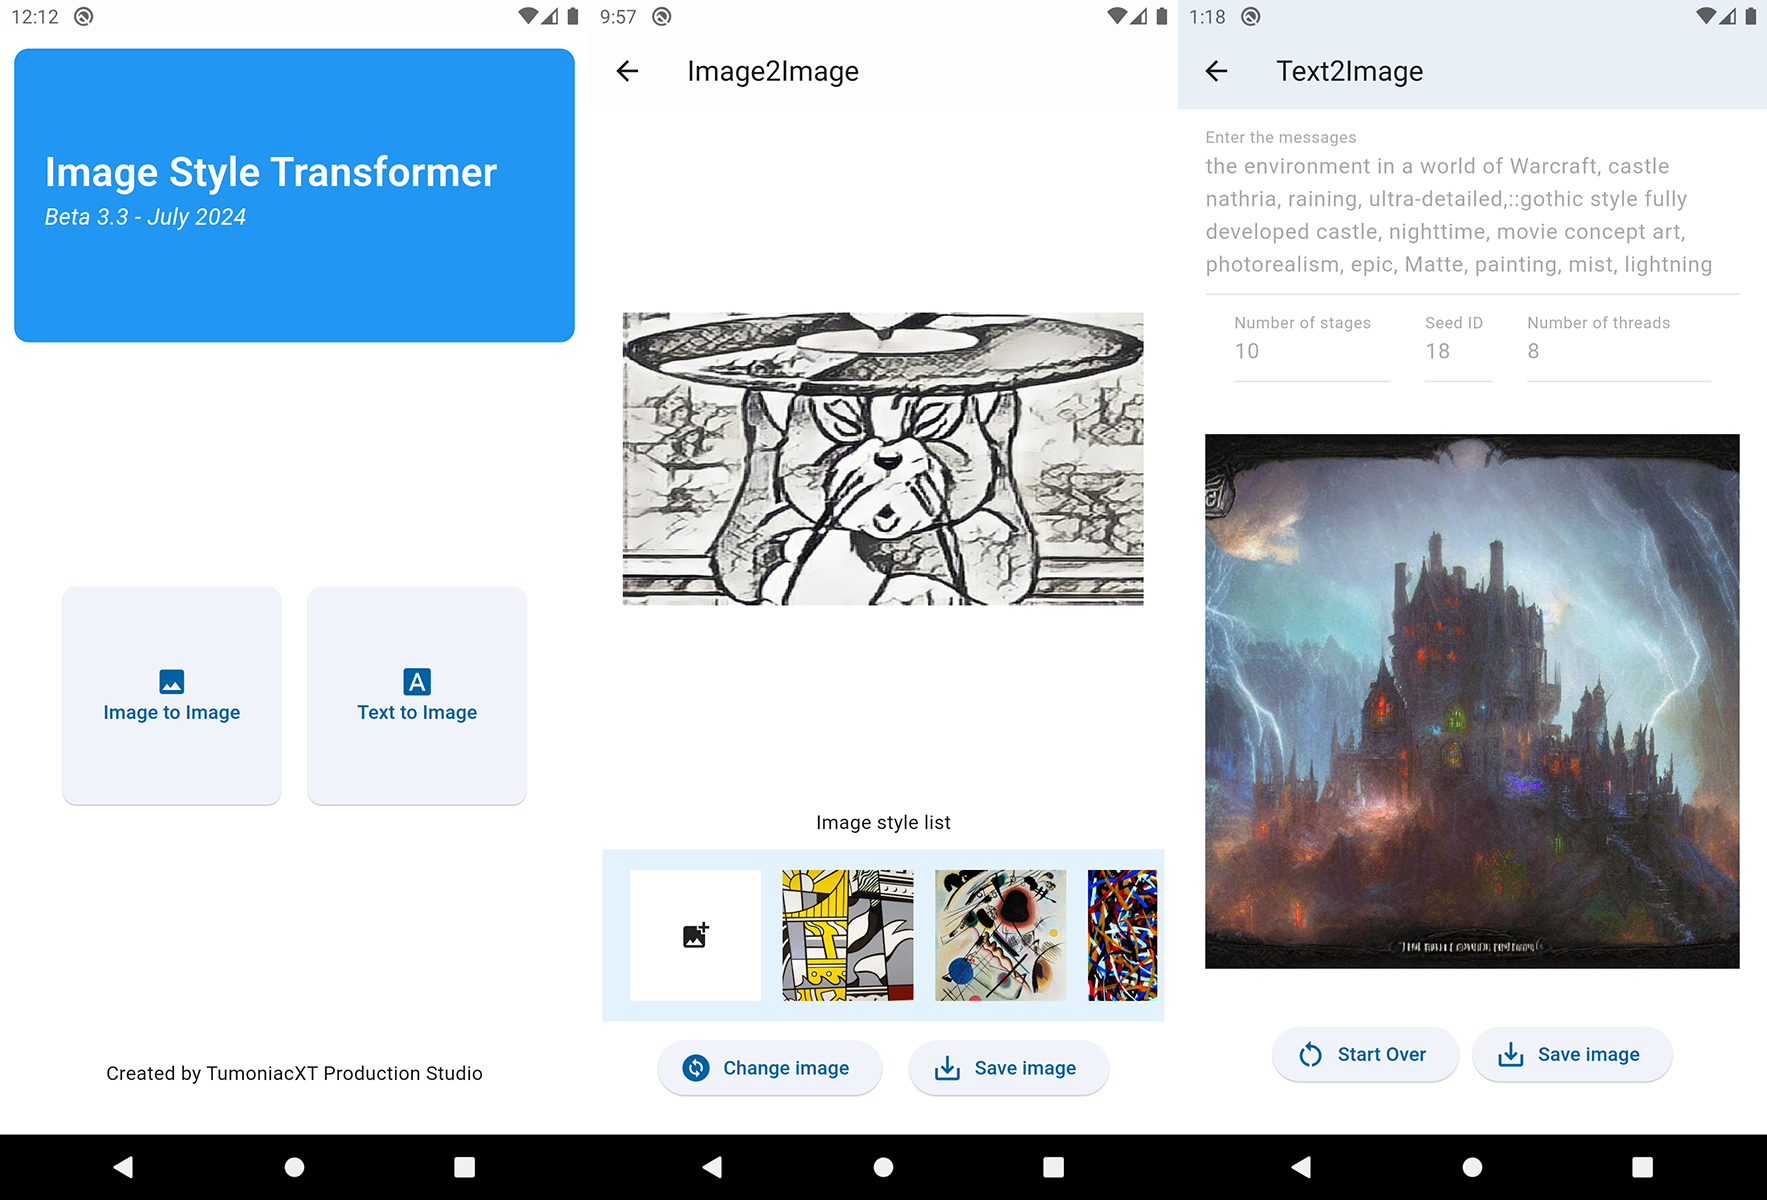 12:12
Image Style Transformer
Beta 3.3 - July 2024
Image to Image
Text to Image
Created by TumoniacXT Production Studio
9:57
Image2Image
Image style list
Change image
Save image
1:18
Text2Image
Enter the messages
the environment in a world of Warcraft, castle
nathria, raining, ultra-detailed,::gothic style fully
developed castle, nighttime, movie concept art,
photorealism, epic, Matte, painting, mist, lightning
Number of stages
Seed ID
Number of threads
10
18
8
Start Over
Save image